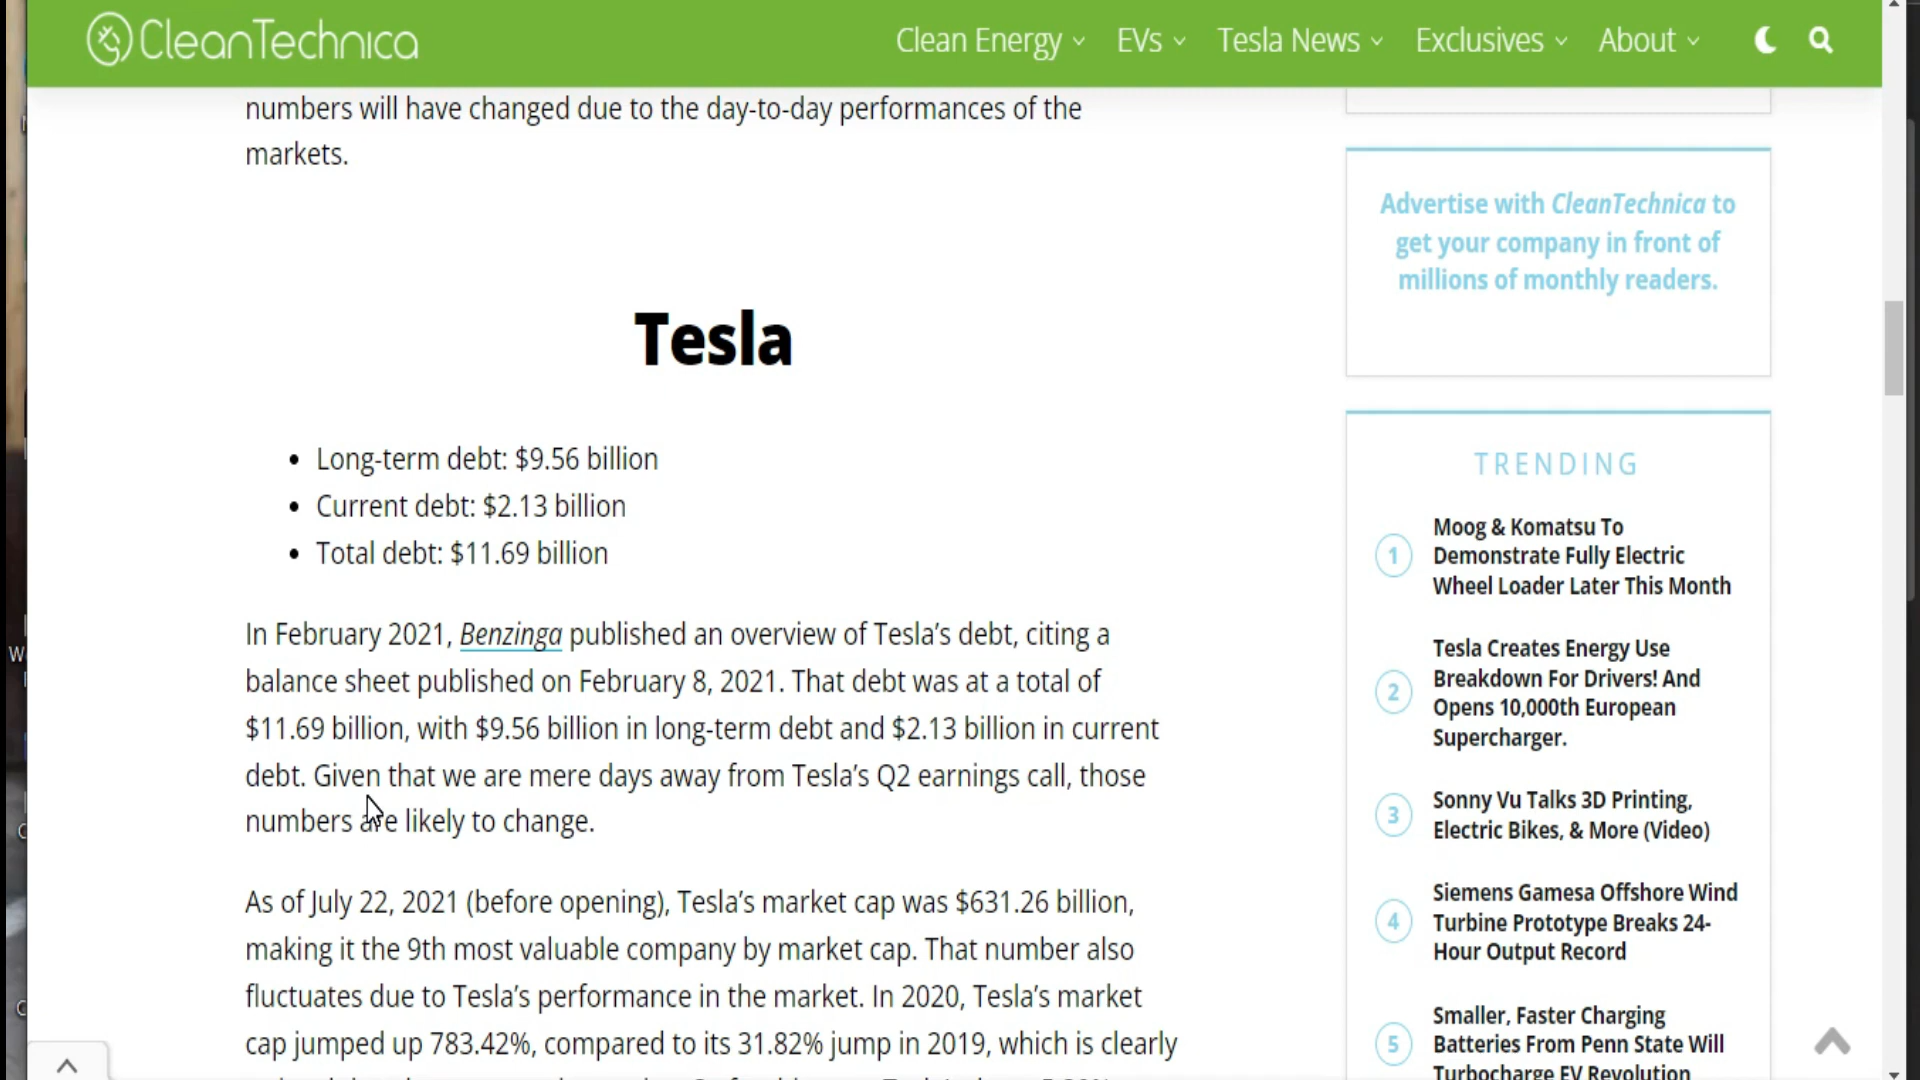 CleanTechnica
Clean Energy
EVs
Tesla News
Exclusives
About
numbers will have changed due to the day-to-day performances of the
markets.
Tesla
• Long-term debt: $9.56 billion
• Current debt: $2.13 billion
• Total debt: $11.69 billion
In February 2021, Benzinga published an overview of Tesla’s debt, citing a
balance sheet published on February 8, 2021. That debt was at a total of
$11.69 billion, with $9.56 billion in long-term debt and $2.13 billion in current
debt. Given that we are mere days away from Tesla’s Q2 earnings call, those
numbers are likely to change.
As of July 22, 2021 (before opening), Tesla’s market cap was $631.26 billion,
making it the 9th most valuable company by market cap. That number also
fluctuates due to Tesla’s performance in the market. In 2020, Tesla’s market
cap jumped up 783.42%, compared to its 31.82% jump in 2019, which is clearly
Advertise with CleanTechnica to
get your company in front of
millions of monthly readers.
TRENDING
1
Moog & Komatsu To
Demonstrate Fully Electric
Wheel Loader Later This Month
2
Tesla Creates Energy Use
Breakdown For Drivers! And
Opens 10,000th European
Supercharger.
3
Sonny Vu Talks 3D Printing,
Electric Bikes, & More (Video)
4
Siemens Gamesa Offshore Wind
Turbine Prototype Breaks 24-
Hour Output Record
5
Smaller, Faster Charging
Batteries From Penn State Will
Turbocharge EV Revolution